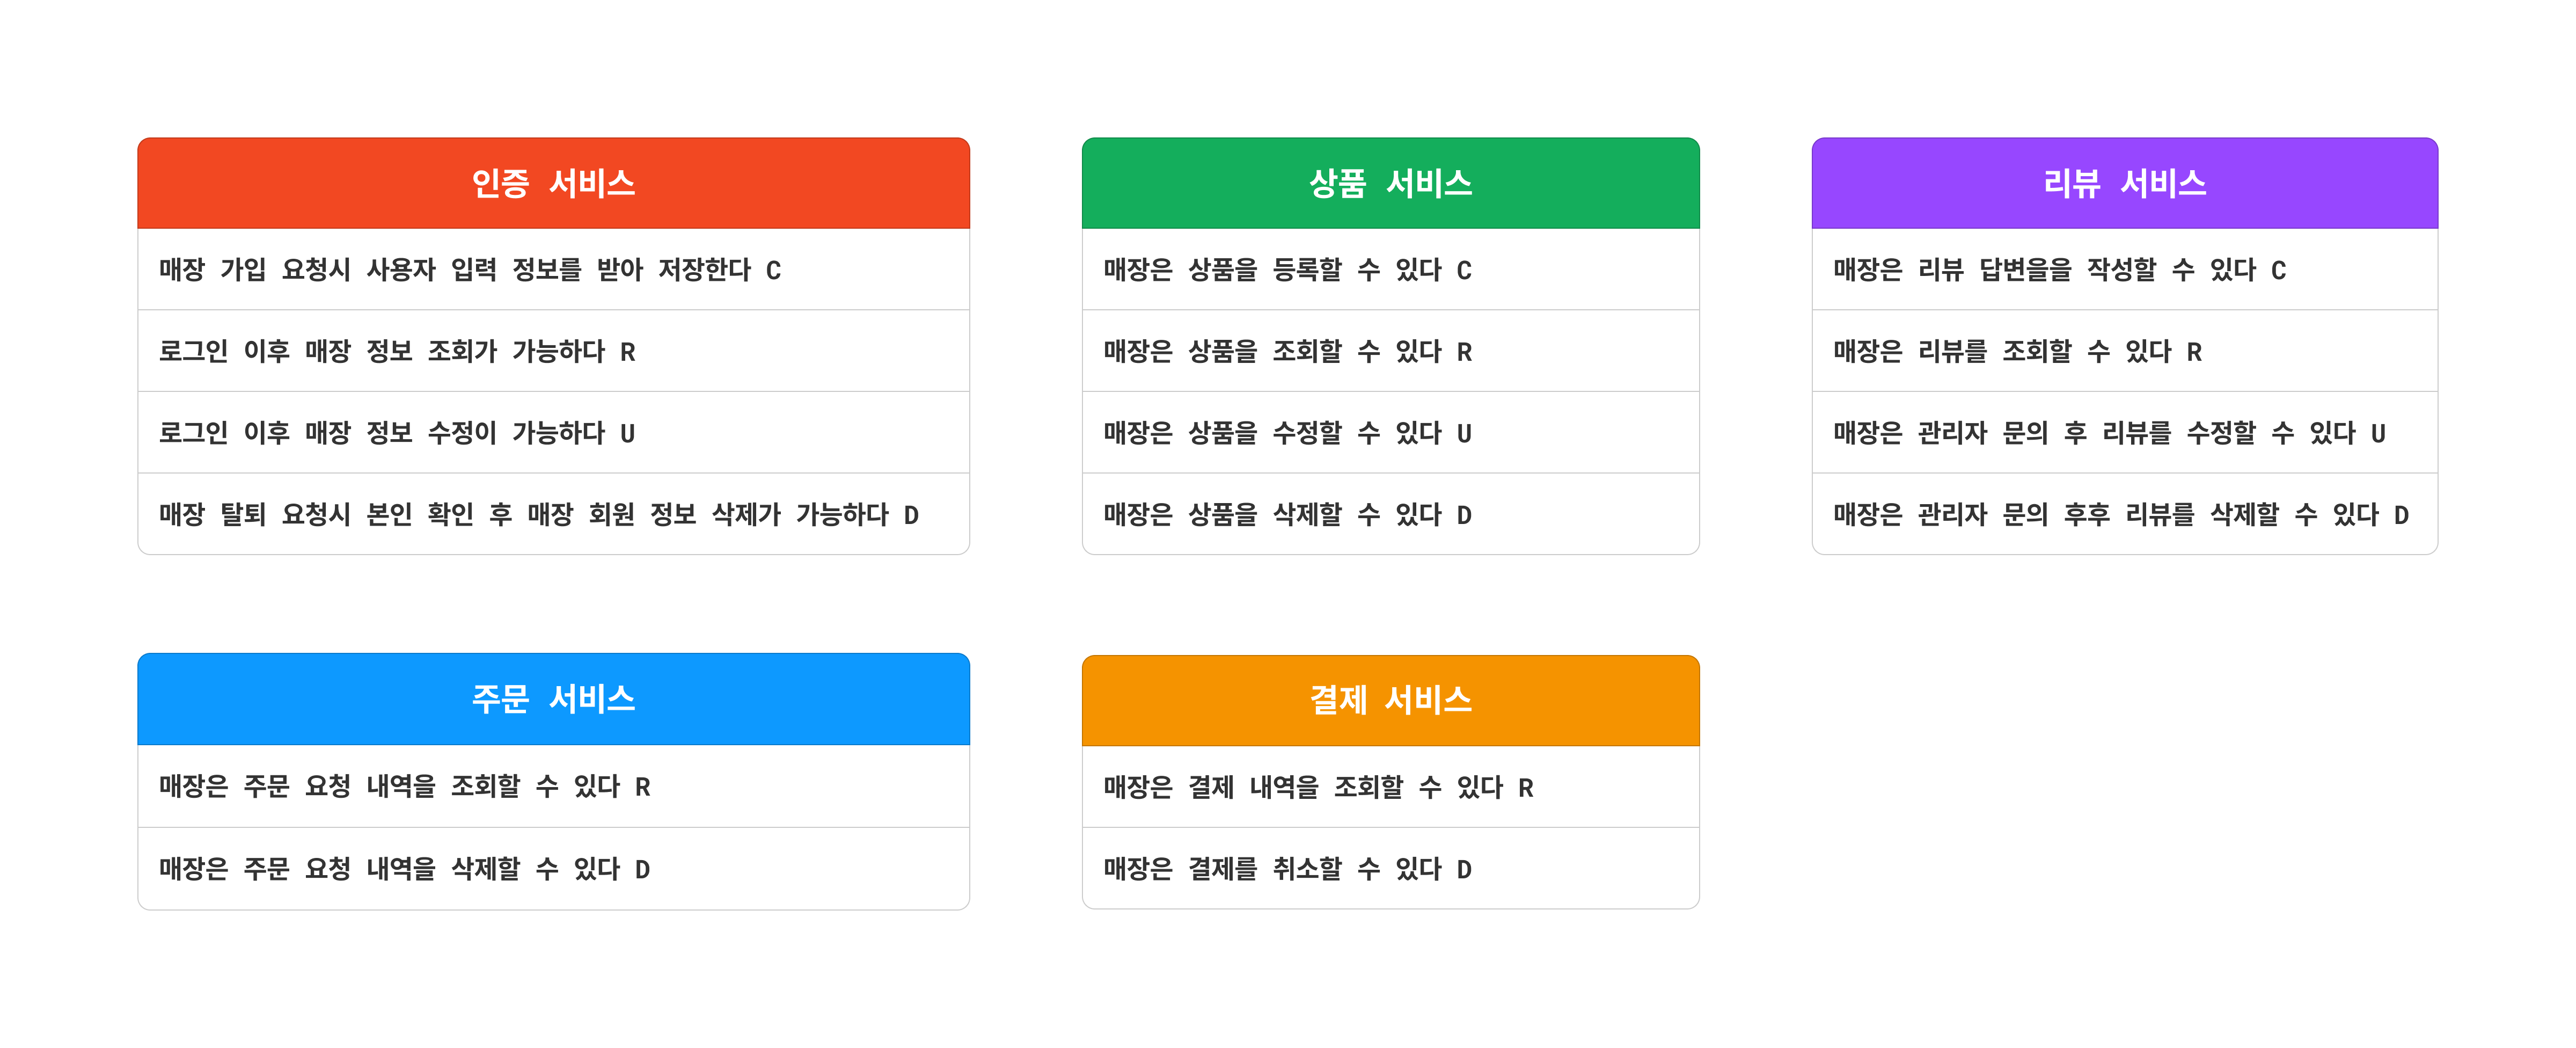 인증 서비스
매장 가입 요청시 사용자 입력 정보를 받아 저장한다 C
로그인 이후 매장 정보 조회가 가능하다 R
로그인 이후 매장 정보 수정이 가능하다 U
매장 탈퇴 요청시 본인 확인 후 매장 회원 정보 삭제가 가능하다 D
상품 서비스
매장은 상품을 등록할 수 있다 C
매장은 상품을 조회할 수 있다 R
매장은 상품을 수정할 수 있다 U
매장은 상품을 삭제할 수 있다 D
리뷰 서비스
매장은 리뷰 답변을을 작성할 수 있다 C
매장은 리뷰를 조회할 수 있다 R
매장은 관리자 문의 후 리뷰를 수정할 수 있다 U
매장은 관리자 문의 후후 리뷰를 삭제할 수 있다 D
주문 서비스
매장은 주문 요청 내역을 조회할 수 있다 R
매장은 주문 요청 내역을 삭제할 수 있다 D
결제 서비스
매장은 결제 내역을 조회할 수 있다 R
매장은 결제를 취소할 수 있다 D